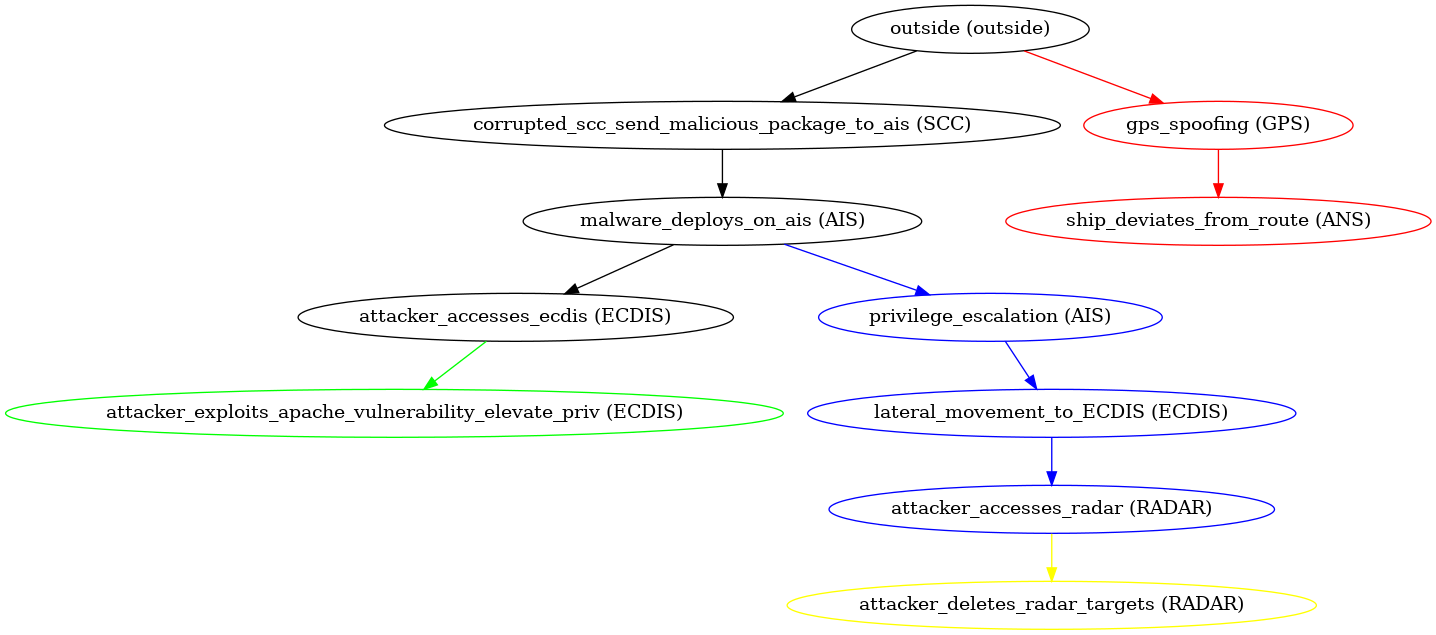 outside (outside)
corrupted_scc_send_malicious_package_to_ais (SCC)
gps_spoofing (GPS)
malware_deploys_on_ais (AIS)
ship_deviates_from_route (ANS)
attacker_accesses_ecdis (ECDIS)
privilege_escalation (AIS)
attacker_exploits_apache_vulnerability_elevate_priv (ECDIS)
lateral_movement_to_ECDIS (ECDIS)
attacker_accesses_radar (RADAR)
attacker_deletes_radar_targets (RADAR)